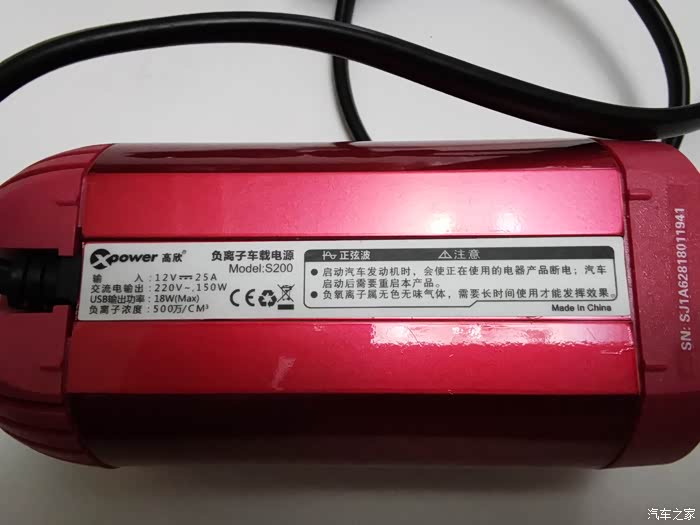 Xpower 高欣®
负离子车载电源
Model:S200
输 入:12V⎓25A
交流电输出:220V~,150W
USB输出功率:18W(Max)
负离子浓度:500万/CM³
CE
正弦波
⚠注意
● 启动汽车发动机时,会使正在使用的电器产品断电;汽车
启动后需要重启本产品。
● 负氧离子属无色无味气体,需要长时间使用才能发挥效果。
Made in China
SN: SJ1A62818011941
汽车之家